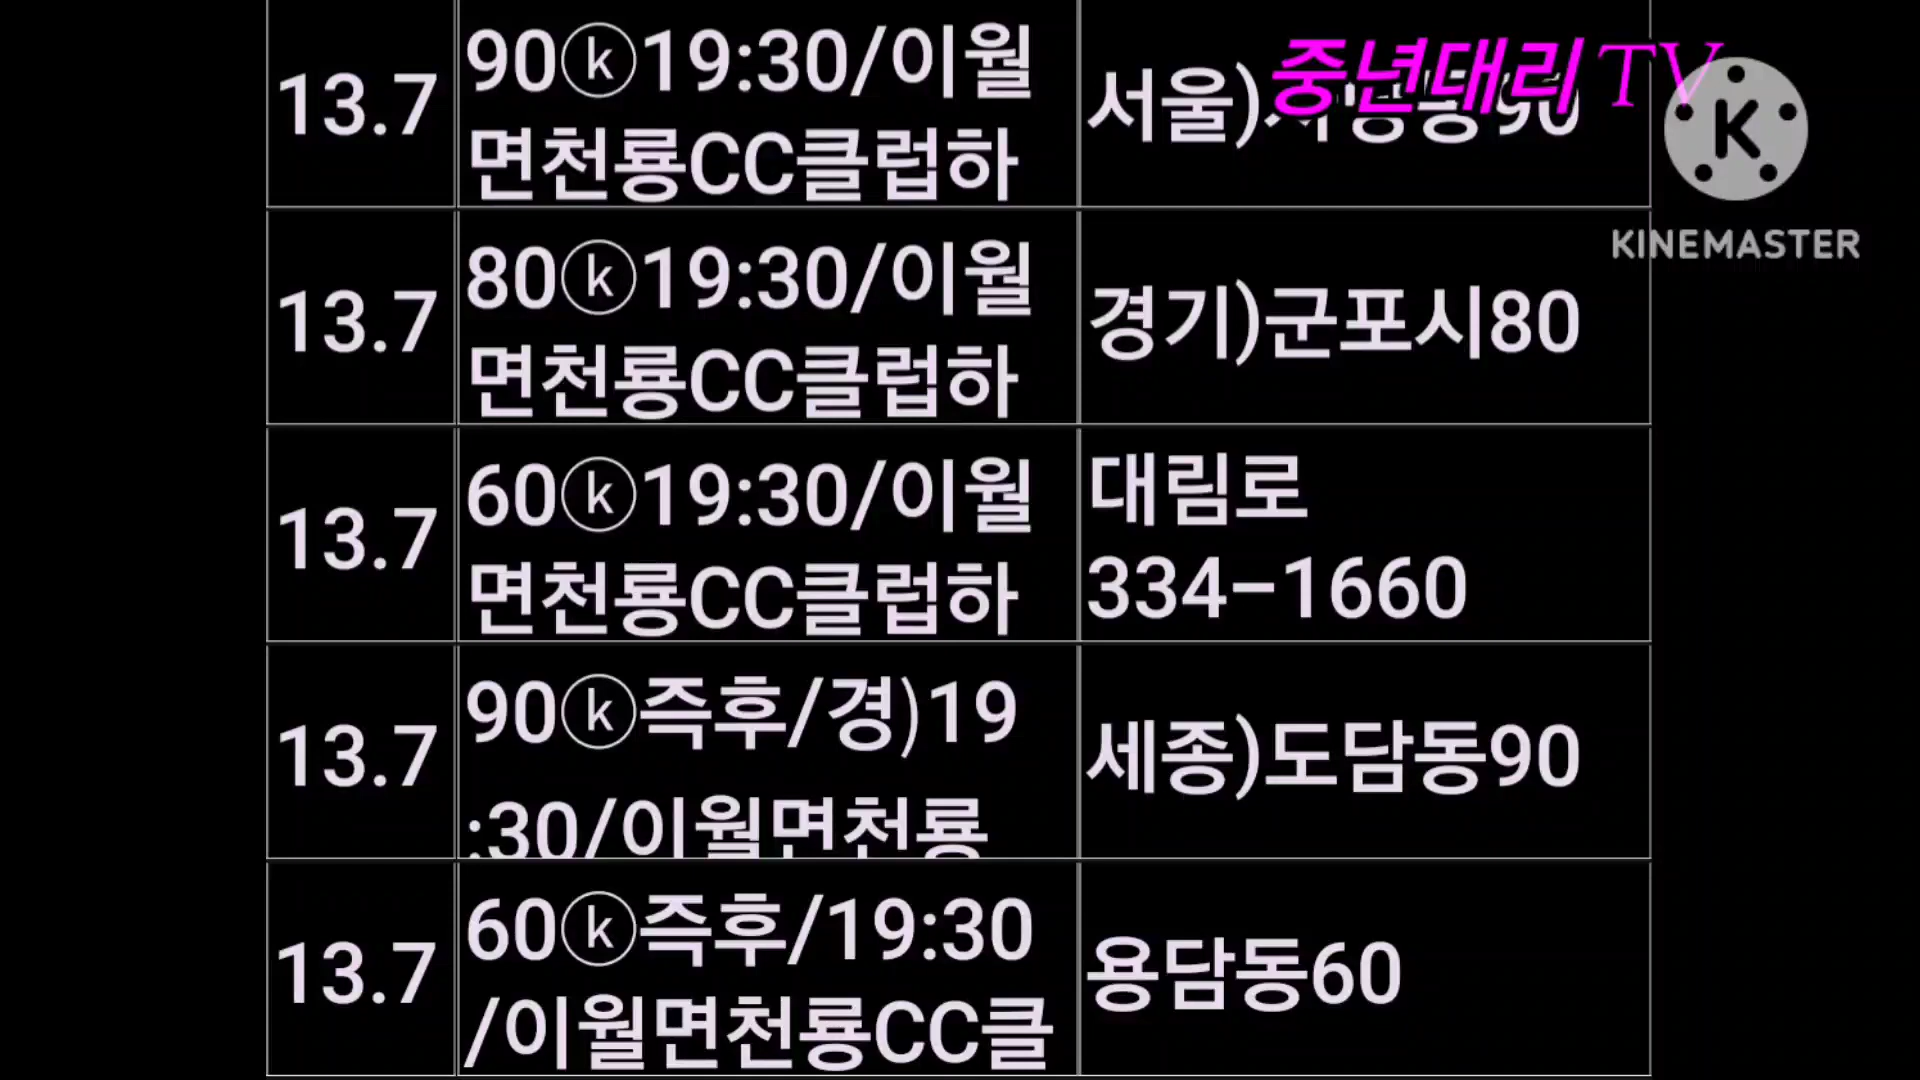 중년대리 TV
KINEMASTER
13.7
90ⓚ19:30/이월
면천룡CC클럽하
서울)
13.7
80ⓚ19:30/이월
면천룡CC클럽하
경기)군포시80
13.7
60ⓚ19:30/이월
면천룡CC클럽하
대림로
334-1660
13.7
90ⓚ즉후/경)19
:30/이월면천룡
세종)도담동90
13.7
60ⓚ즉후/19:30
/이월면천룡CC클
용담동60